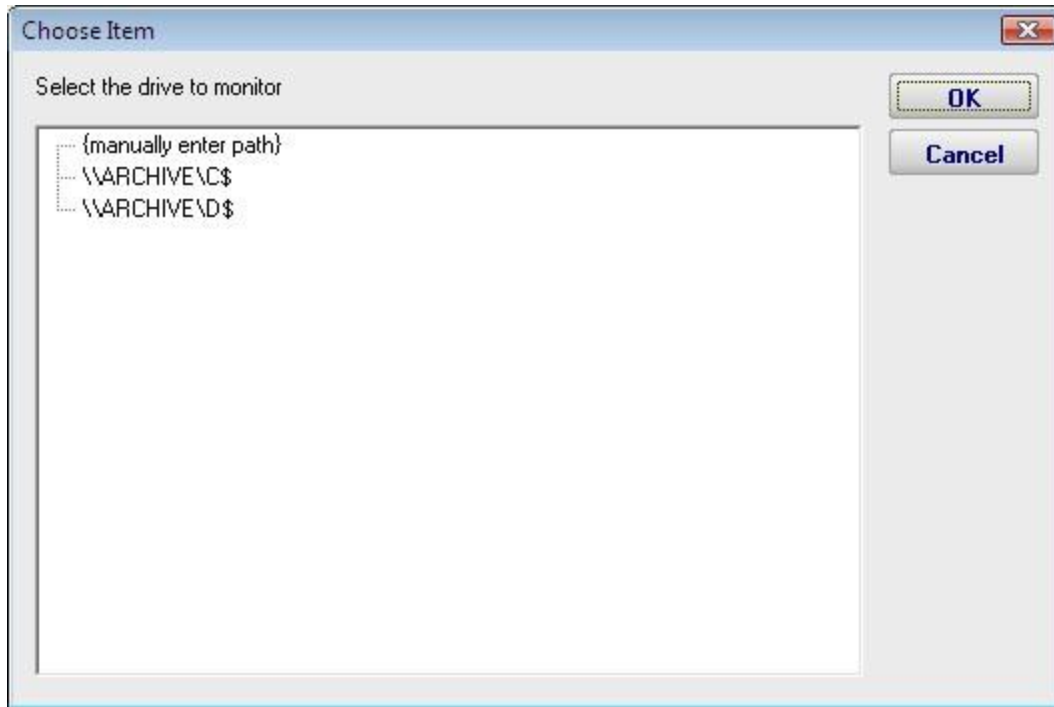 Choose Item
Select the drive to monitor
OK
{manually enter path}
Cancel
\\ARCHIVE\C$
\\ARCHIVE\D$